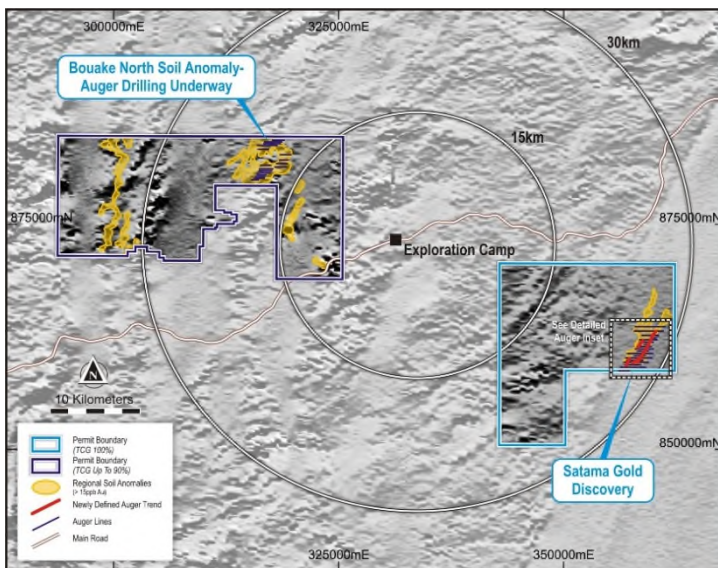 300000mE
325000mE
30km
Bouake North Soil Anomaly-
Auger Drilling Underway
15km
875000mN
875000mN
Exploration Camp
See Detailed
Auger Inset
N
10 Kilometers
850000mN
Permit Boundary
(TCG 100%)
Permit Boundary
(TCG Up To 90%)
Regional Soil Anomalies
(> 15ppb Au)
Newly Defined Auger Trend
Auger Lines
Main Road
Satama Gold
Discovery
325000mE
350000mE